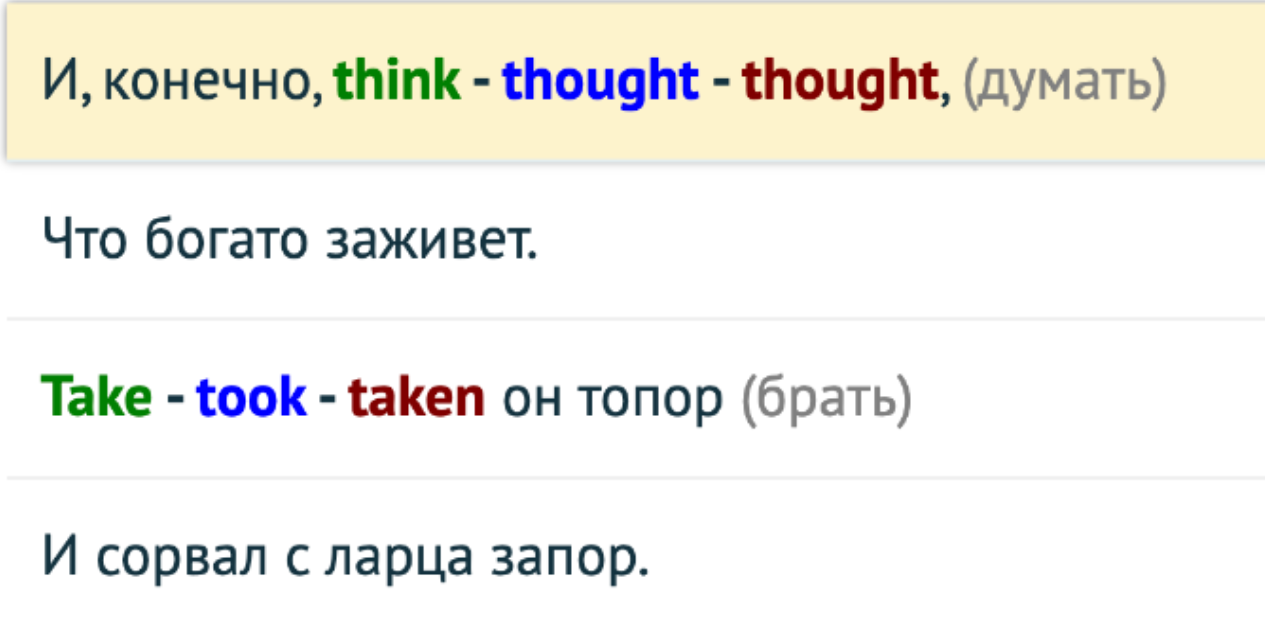 И, конечно, think - thought - thought, (думать)
Что богато заживет.
Take - took - taken он топор (брать)
И сорвал с ларца запор.